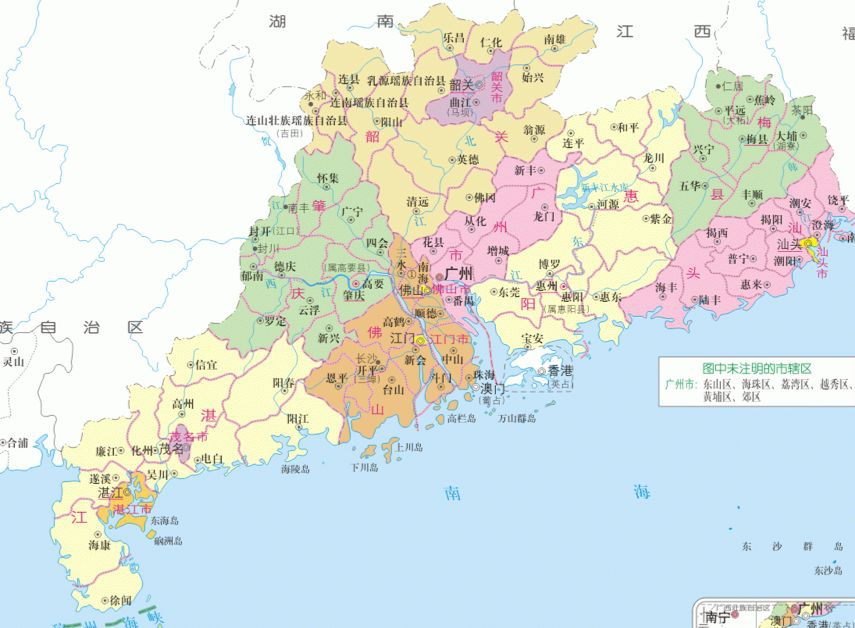 湖 南
江 西
福
乐昌
仁化
南雄
连县
乳源瑶族自治县
韶关
韶关市
始兴
永和
连南瑶族自治县
曲江
(马坝)
连山壮族瑶族自治县
(吉田)
阳山
韶
关
翁源
北
江
英德
连平
和平
仁居
平远
(大柘)
蕉岭
茶阳
梅
县
兴宁
梅县
大埔
(湖寮)
韩
龙川
新丰
新丰江水库
惠
阳
怀集
清远
佛冈
广
州
市
龙门
河源
紫金
五华
丰顺
潮安
饶平
肇
庆
南丰
广宁
从化
揭阳
澄海
汕
头
封开
(江口)
封川
四会
花县
增城
东
江
揭西
汕头
汕头市
郁南
德庆
(属高要县)
高要
肇庆
三水
①
南海
广州
博罗
普宁
潮阳
西
江
佛山
佛山市
番禺
东莞
惠州
惠阳
(属惠阳县)
惠东
海丰
陆丰
惠来
罗定
云浮
新兴
高鹤
顺德
佛
山
江门
江门市
宝安
香港
(英占)
信宜
长沙
开平
(三埠)
新会
中山
恩平
台山
斗门
珠海
澳门
(葡占)
图中未注明的市辖区
广州市: 东山区、海珠区、荔湾区、越秀区、
黄埔区、郊区
阳春
高州
湛
江
阳江
高栏岛
万山群岛
茂名市
茂名
上川岛
下川岛
海陵岛
廉江
化州
电白
吴川
遂溪
湛江
湛江市
东海岛
硇洲岛
海康
徐闻
族 自 治 区
灵山
合浦
南 海
东 沙 群 岛
东沙岛
海 峡
南宁
广西壮族自治区
广州
澳门
香港